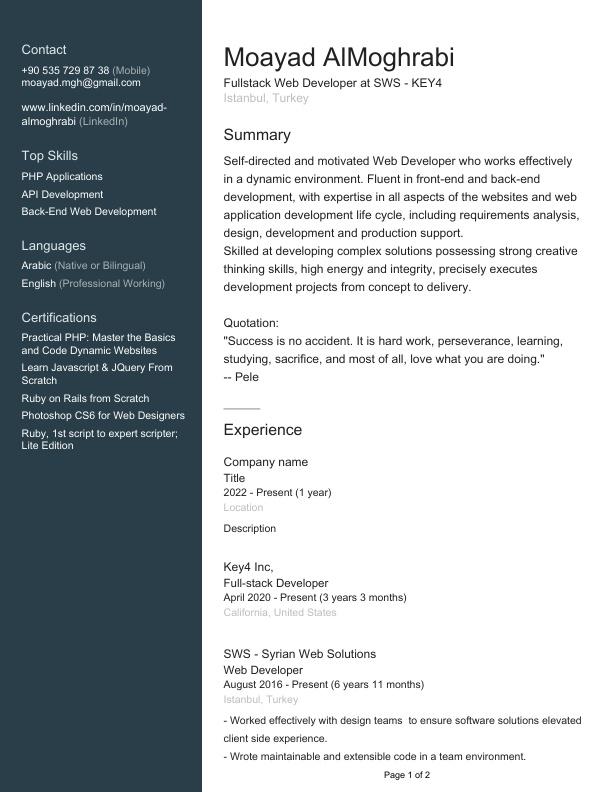 Contact
+90 535 729 87 38 (Mobile)
moayad.mgh@gmail.com
www.linkedin.com/in/moayad-
almoghrabi (LinkedIn)
Top Skills
PHP Applications
API Development
Back-End Web Development
Languages
Arabic (Native or Bilingual)
English (Professional Working)
Certifications
Practical PHP: Master the Basics
and Code Dynamic Websites
Learn Javascript & JQuery From
Scratch
Ruby on Rails from Scratch
Photoshop CS6 for Web Designers
Ruby, 1st script to expert scripter;
Lite Edition
Moayad AlMoghrabi
Fullstack Web Developer at SWS - KEY4
Istanbul, Turkey
Summary
Self-directed and motivated Web Developer who works effectively
in a dynamic environment. Fluent in front-end and back-end
development, with expertise in all aspects of the websites and web
application development life cycle, including requirements analysis,
design, development and production support.
Skilled at developing complex solutions possessing strong creative
thinking skills, high energy and integrity, precisely executes
development projects from concept to delivery.
Quotation:
"Success is no accident. It is hard work, perseverance, learning,
studying, sacrifice, and most of all, love what you are doing."
-- Pele
Experience
Company name
Title
2022 - Present (1 year)
Location
Description
Key4 Inc,
Full-stack Developer
April 2020 - Present (3 years 3 months)
California, United States
SWS - Syrian Web Solutions
Web Developer
August 2016 - Present (6 years 11 months)
Istanbul, Turkey
- Worked effectively with design teams  to ensure software solutions elevated
client side experience.
- Wrote maintainable and extensible code in a team environment.
Page 1 of 2